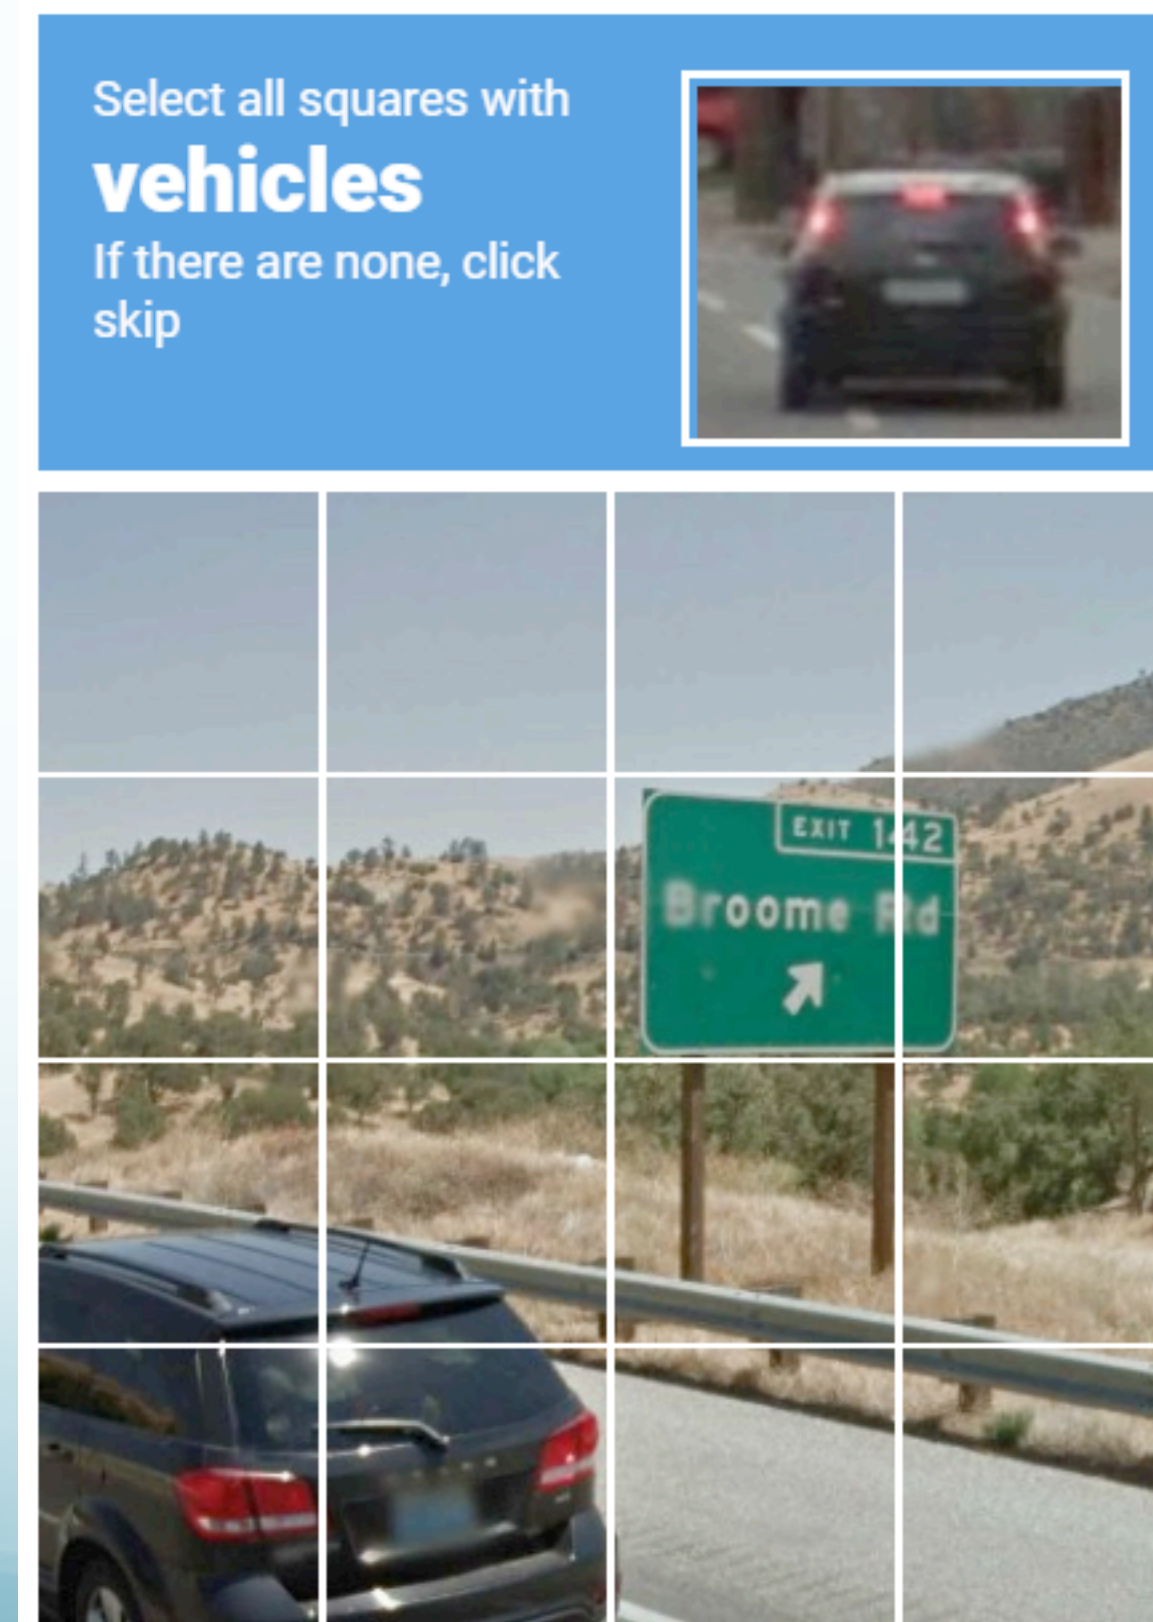 Select all squares with
vehicles
If there are none, click
skip
EXIT 142
Broome Rd